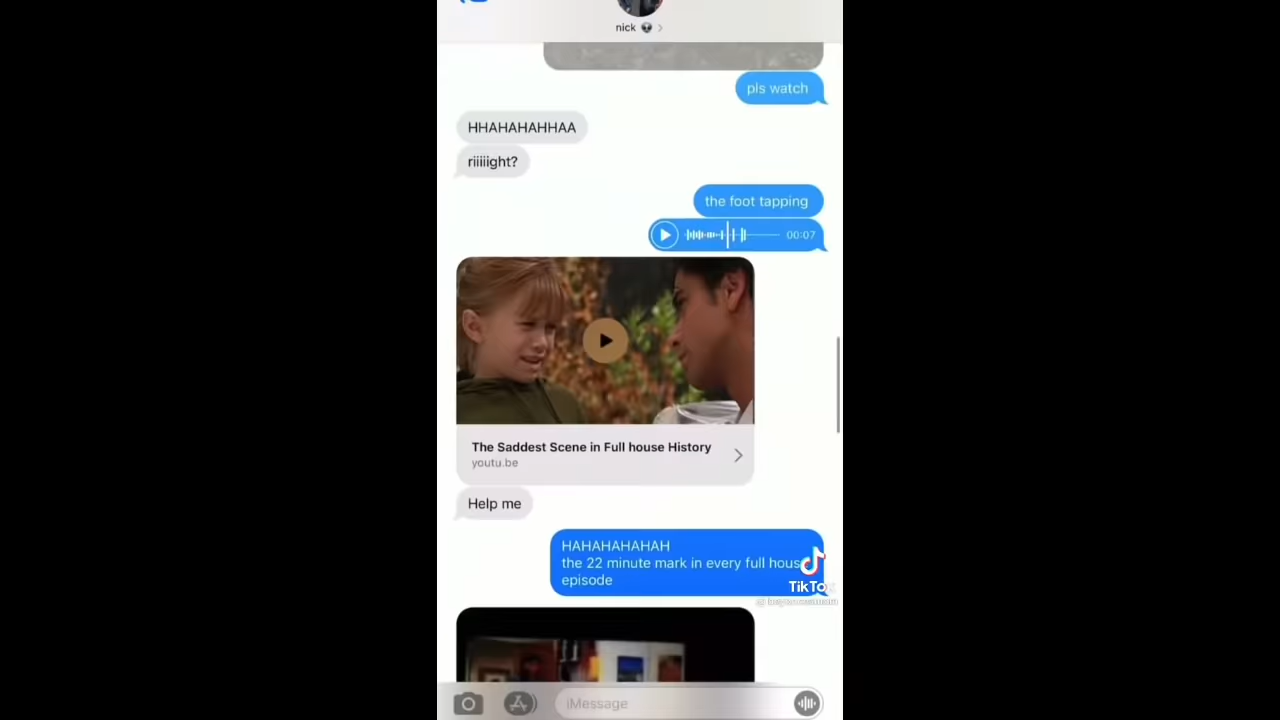 nick
pls watch
HHAHAHAHHAA
riiiiight?
the foot tapping
00:07
The Saddest Scene in Full house History
youtu.be
Help me
HAHAHAHAHAH
the 22 minute mark in every full hous
episode
TikTo
iMessage